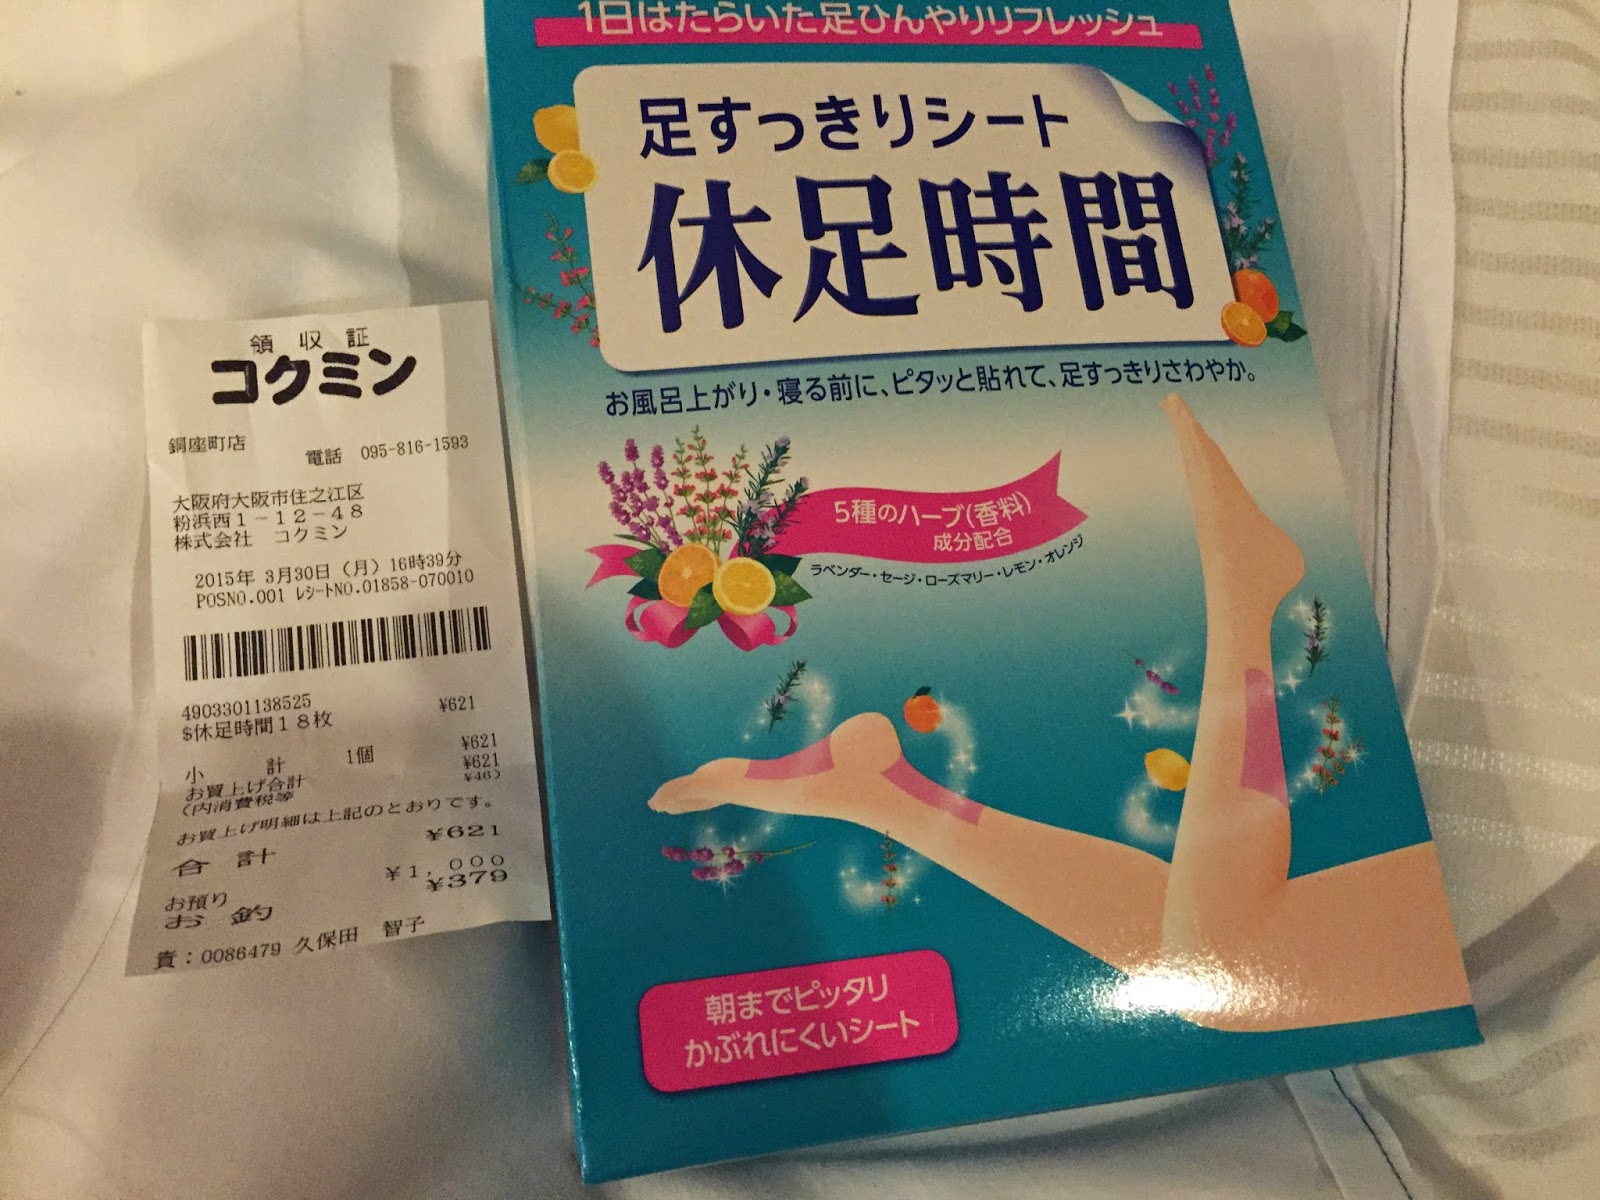 領収証
コクミン
銅座町店
電話 095-816-1593
大阪府大阪市住之江区
粉浜西1-12-48
株式会社 コクミン
2015年 3月30日(月)16時39分
POSNO.001 レシートNO.01858-070010
4903301138525
$休足時間18枚 ¥621
小 計 1個 ¥621
お買上げ合計 ¥621
(内消費税等 ¥46)
お買上げ明細は上記のとおりです。
合 計 ¥621
お預り ¥1,000
お 釣 ¥379
責:0086479 久保田 智子
1日はたらいた足ひんやりリフレッシュ
足すっきりシート
休足時間
お風呂上がり・寝る前に、ピタッと貼れて、足すっきりさわやか。
5種のハーブ(香料)
成分配合
ラベンダー・セージ・ローズマリー・レモン・オレンジ
朝までピッタリ
かぶれにくいシート